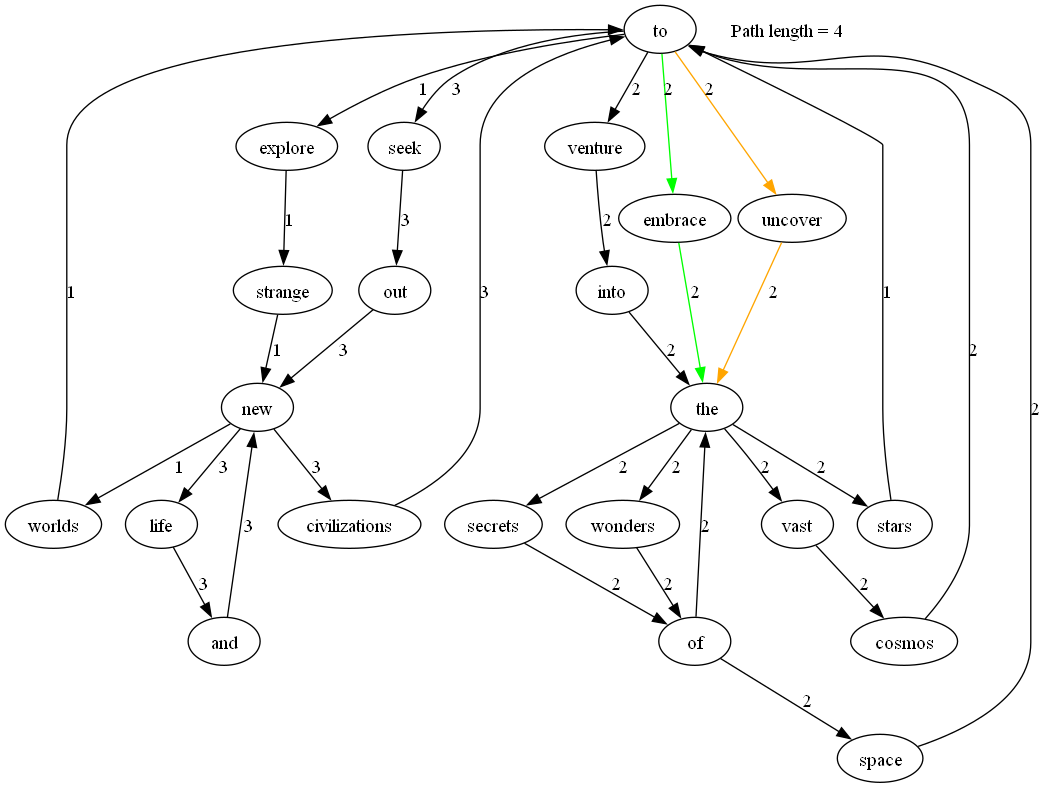 to
Path length = 4
1
3
2
2
2
explore
seek
venture
embrace
uncover
1
3
2
strange
out
into
1
3
2
2
1
2
1
3
2
new
the
2
1
3
3
2
2
2
2
worlds
life
civilizations
secrets
wonders
vast
stars
3
2
3
2
2
2
and
of
cosmos
2
space